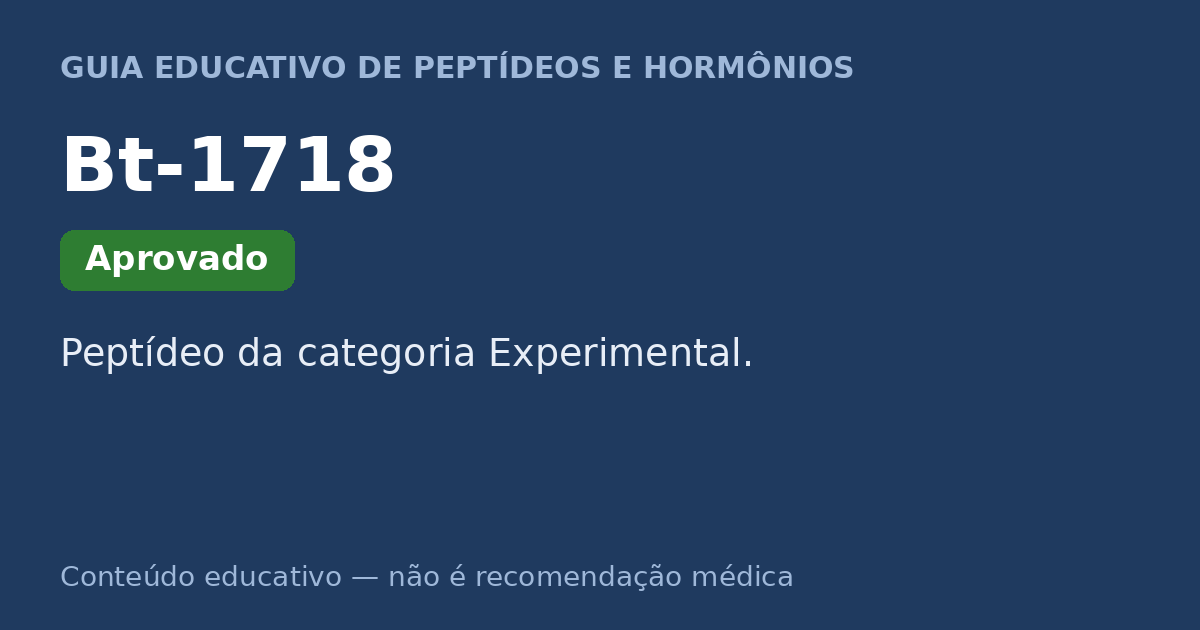 GUIA EDUCATIVO DE PEPTÍDEOS E HORMÔNIOS
Bt-1718
Aprovado
Peptídeo da categoria Experimental.
Conteúdo educativo — não é recomendação médica